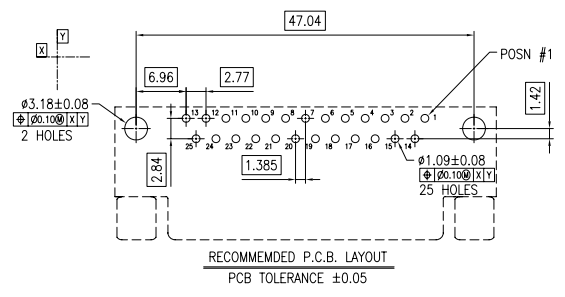 47.04
Y
X
POSN #1
6.96
2.77
1.42
ø3.18±0.08
⌖ Ø0.10Ⓜ X Y
2 HOLES
13 12 11 10 9 8 7 6 5 4 3 2 1
25 24 23 22 21 20 19 18 17 16 15 14
2.84
1.385
ø1.09±0.08
⌖ Ø0.10Ⓜ X Y
25 HOLES
RECOMMEMDED P.C.B. LAYOUT
PCB TOLERANCE ±0.05